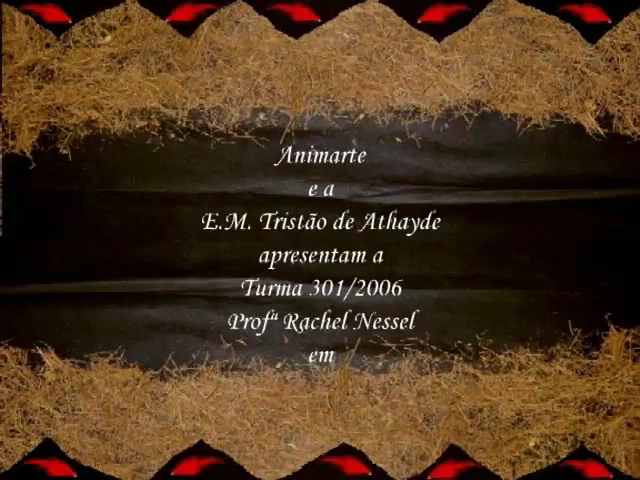 Animarte
e a
E.M. Tristão de Athayde
apresentam a
Turma 301/2006
Profª Rachel Nessel
em